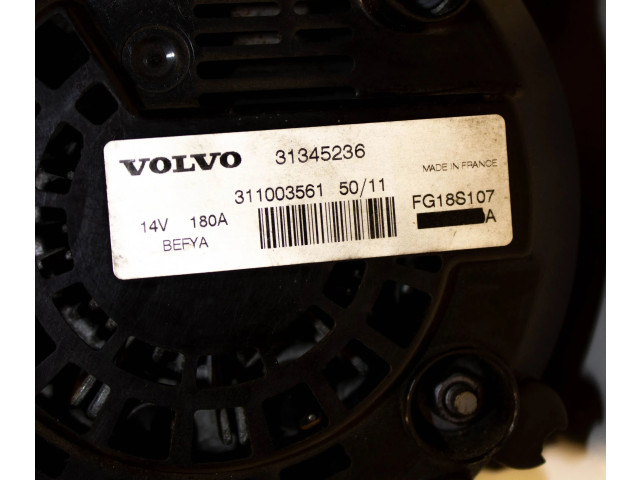 VOLVO 31345236
MADE IN FRANCE
311003561 50/11
FG18S107
14V 180A
A
BEFYA